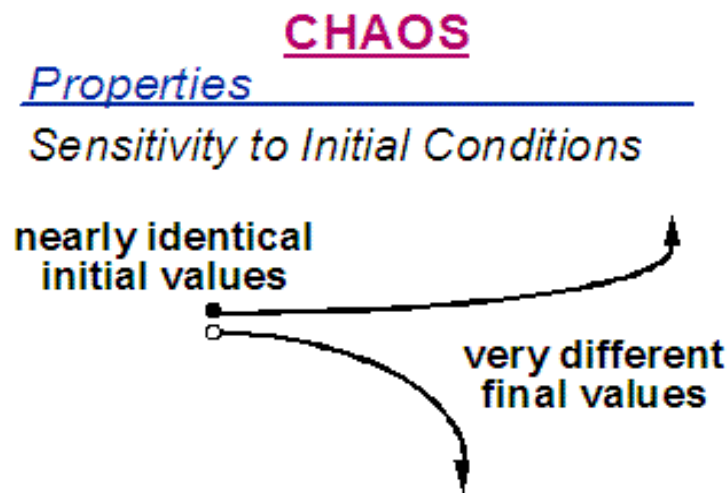 CHAOS
Properties
Sensitivity to Initial Conditions
nearly identical
initial values
very different
final values